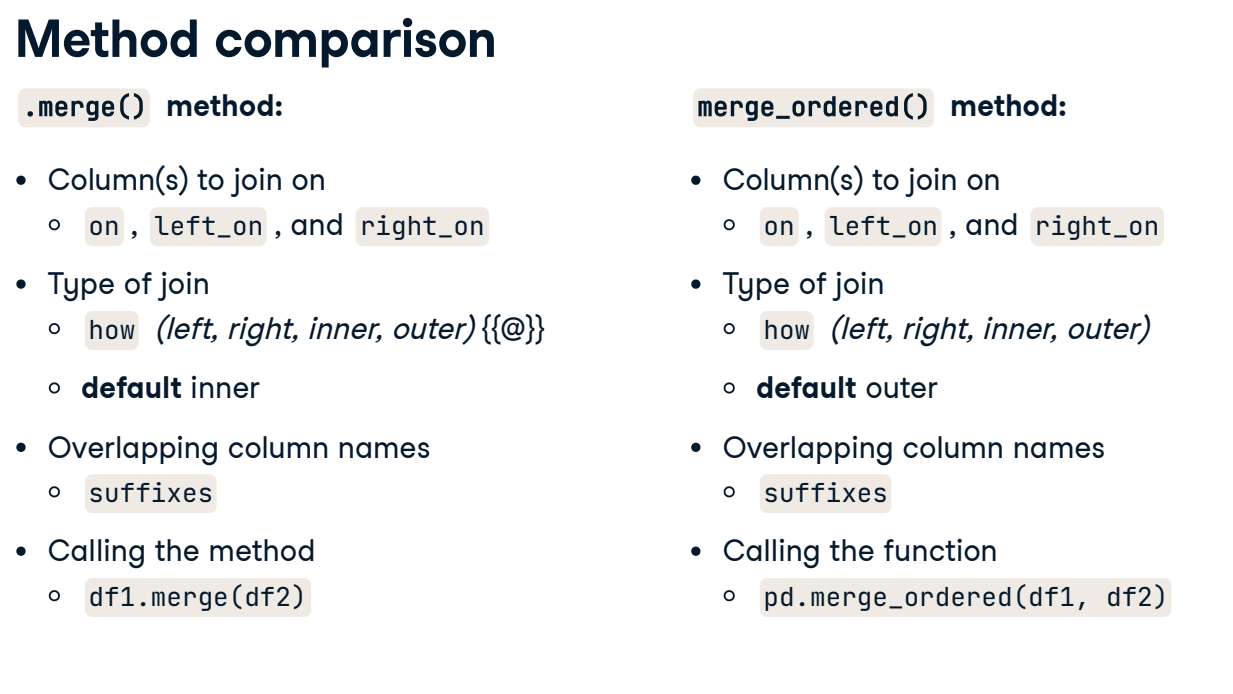 Method comparison
.merge() method:
Column(s) to join on
on , left_on , and right_on
Type of join
how (left, right, inner, outer) {{@}}
default inner
Overlapping column names
suffixes
Calling the method
df1.merge(df2)
merge_ordered() method:
Column(s) to join on
on , left_on , and right_on
Type of join
how (left, right, inner, outer)
default outer
Overlapping column names
suffixes
Calling the function
pd.merge_ordered(df1, df2)